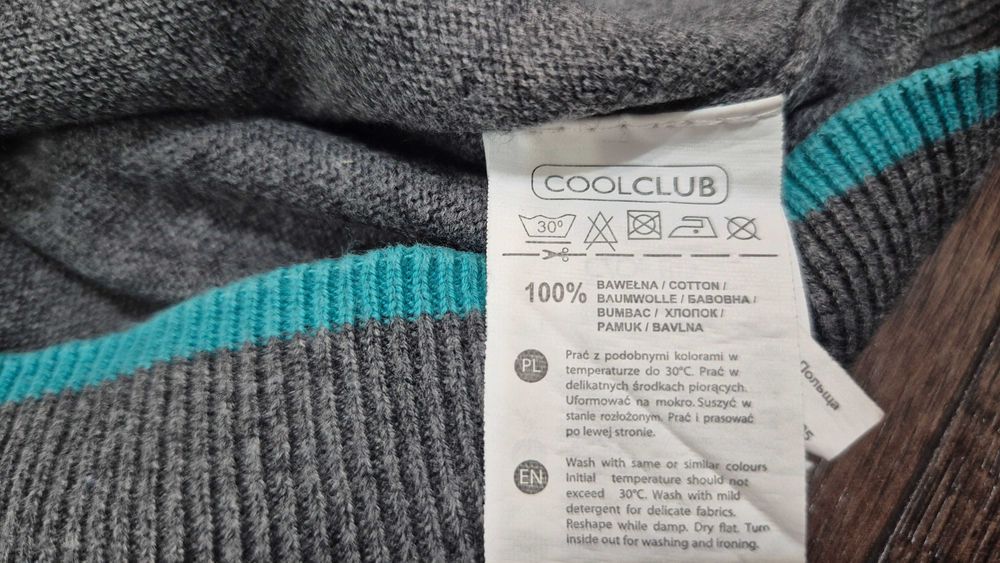 COOLCLUB
30°
100% BAWEŁNA / COTTON /
BAUMWOLLE / БАВОВНА /
BUMBAC / ХЛОПОК /
PAMUK / BAVLNA
PL
Prać z podobnymi kolorami w
temperaturze do 30°C. Prać w
delikatnych środkach piorących.
Uformować na mokro. Suszyć w
stanie rozłożonym. Prać i prasować
po lewej stronie.
EN
Wash with same or similar colours
Initial temperature should not
exceed 30°C. Wash with mild
detergent for delicate fabrics.
Reshape while damp. Dry flat. Turn
inside out for washing and ironing.
Польща